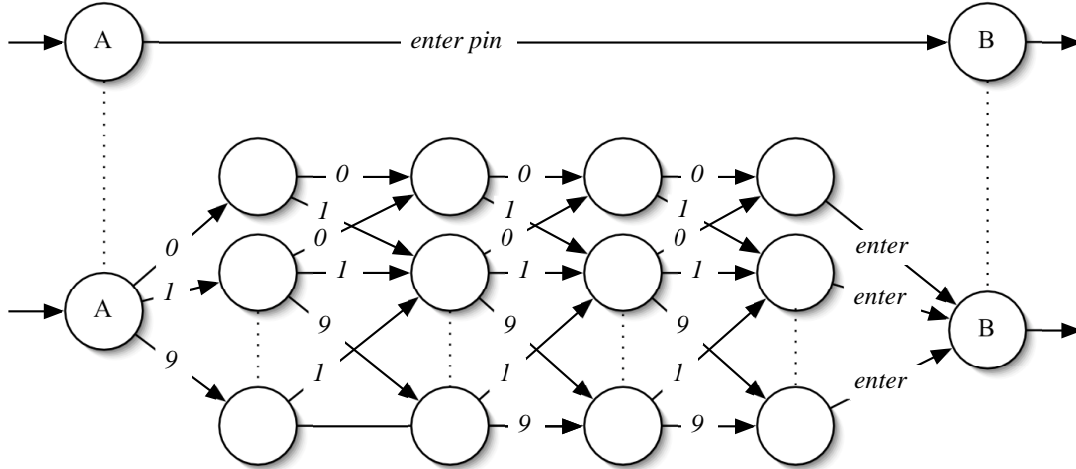 A enter pin B
0 0 0
1 1 1
0 0 0 0 enter
1 1 1 1 enter
A B
9 9 9 9
1 1 1 enter
9 9